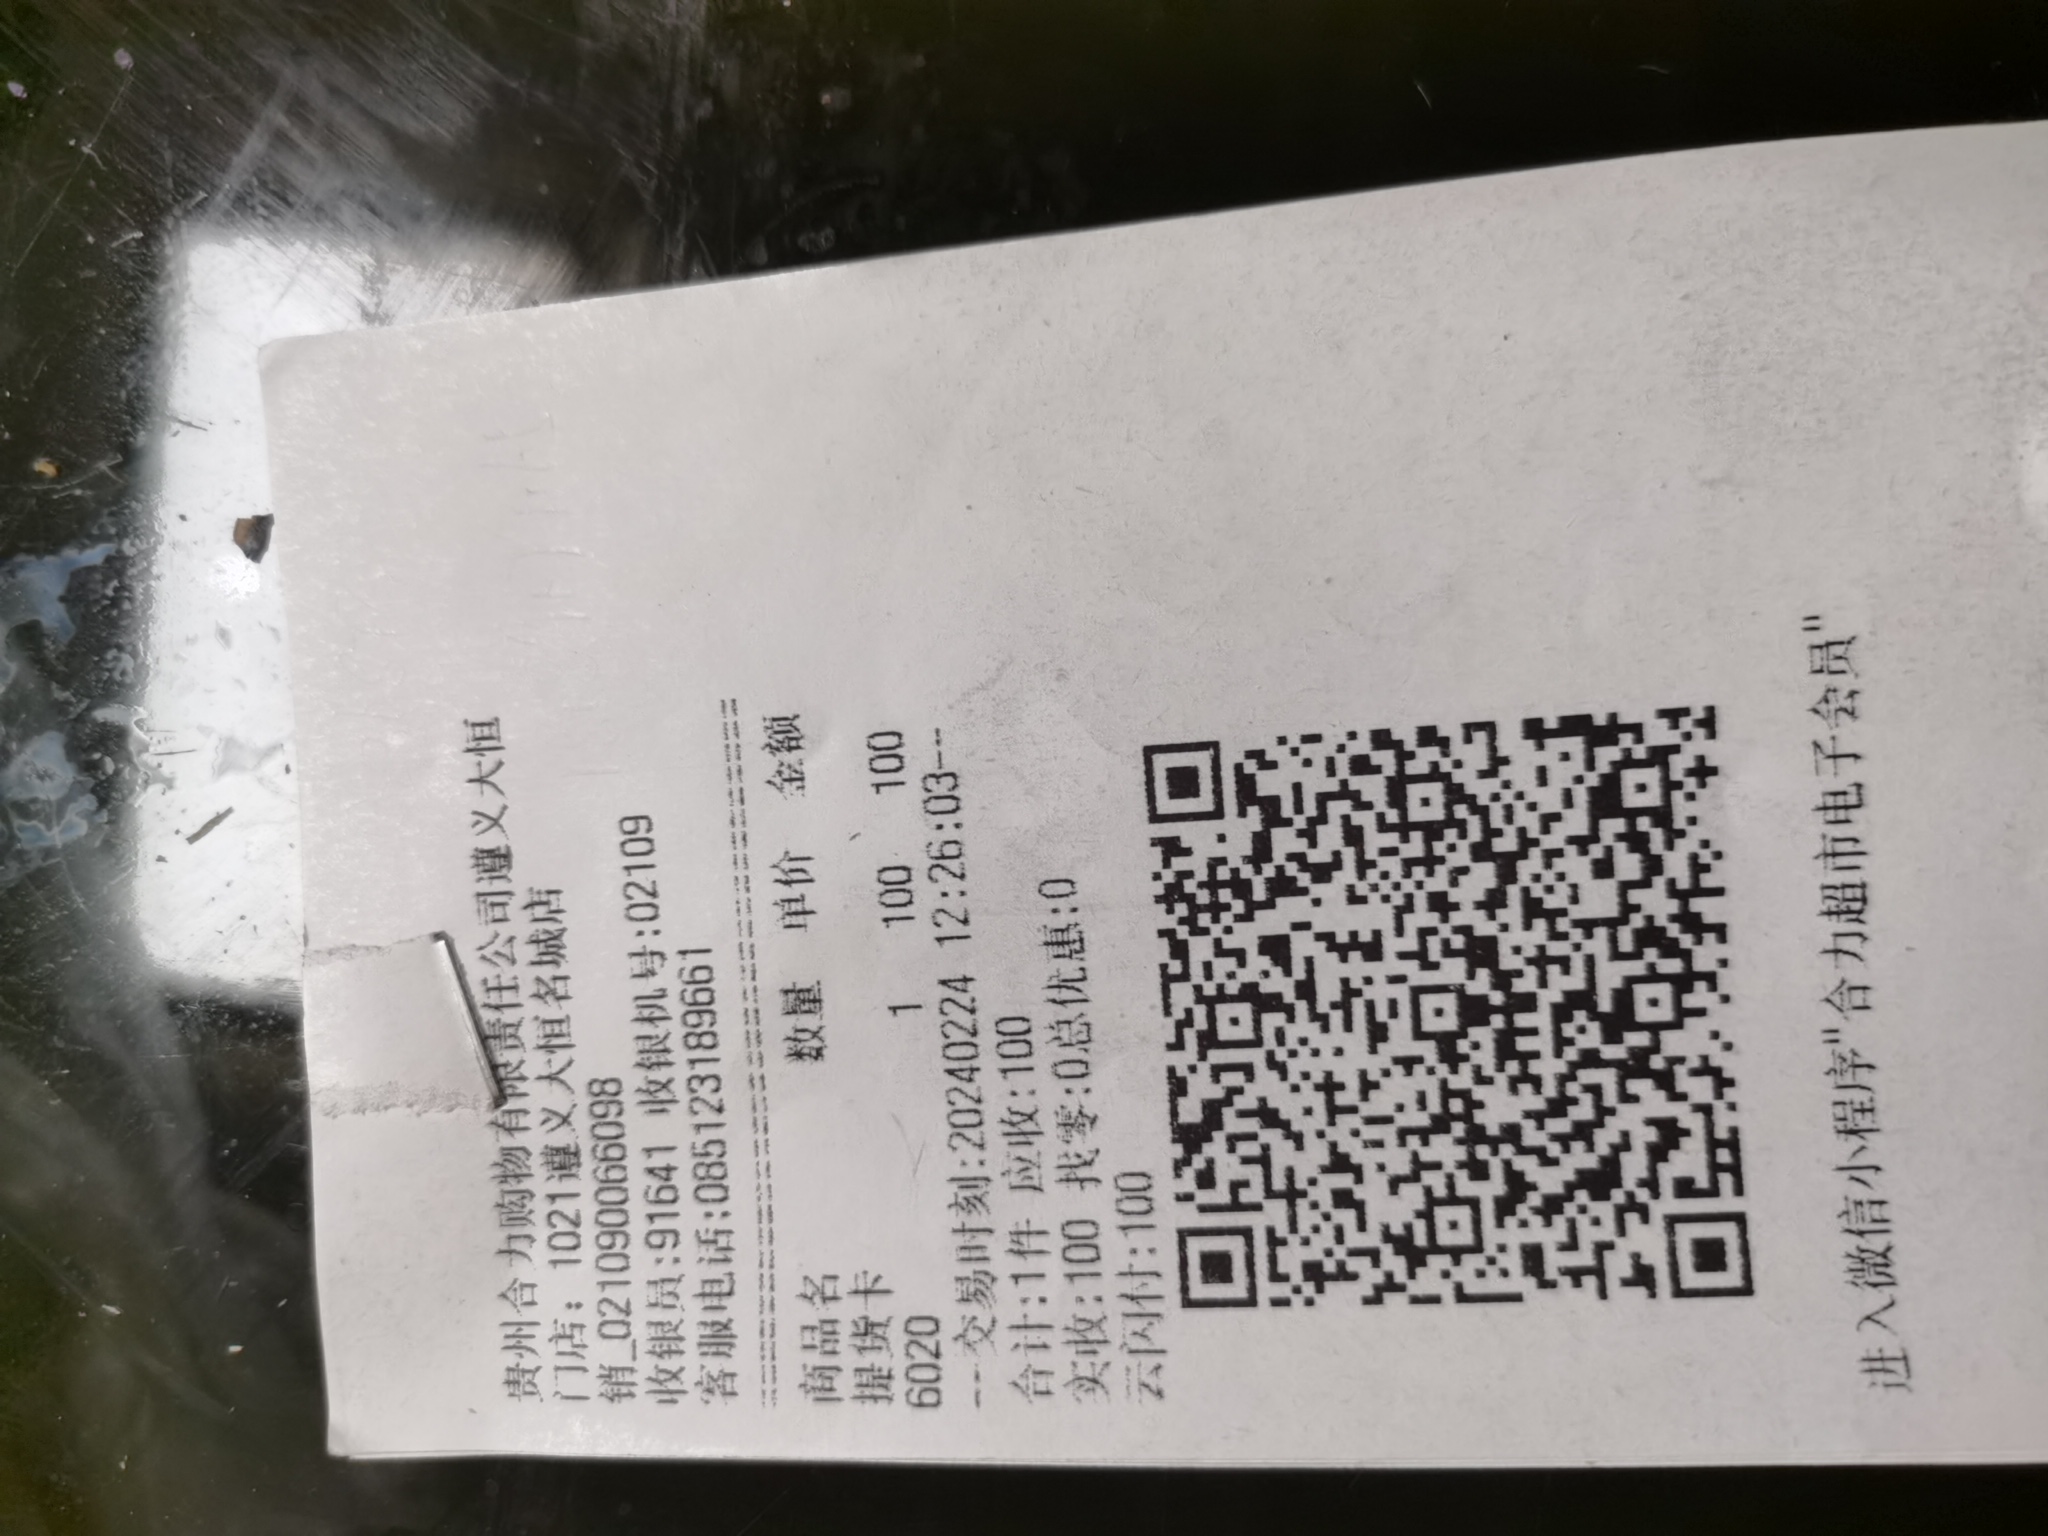 贵州合力购物有限责任公司遵义大恒
门店: 1021遵义大恒名城店
销_021090066098
收银员:91641 收银机号:02109
客服电话:085123189661
商品名 数量 单价 金额
提货卡
6020 1 100 100
---交易时刻:20240224 12:26:03--
合计:1件 应收:100
实收:100 找零:0总优惠:0
云闪付:100
进入微信小程序"合力超市电子会员"